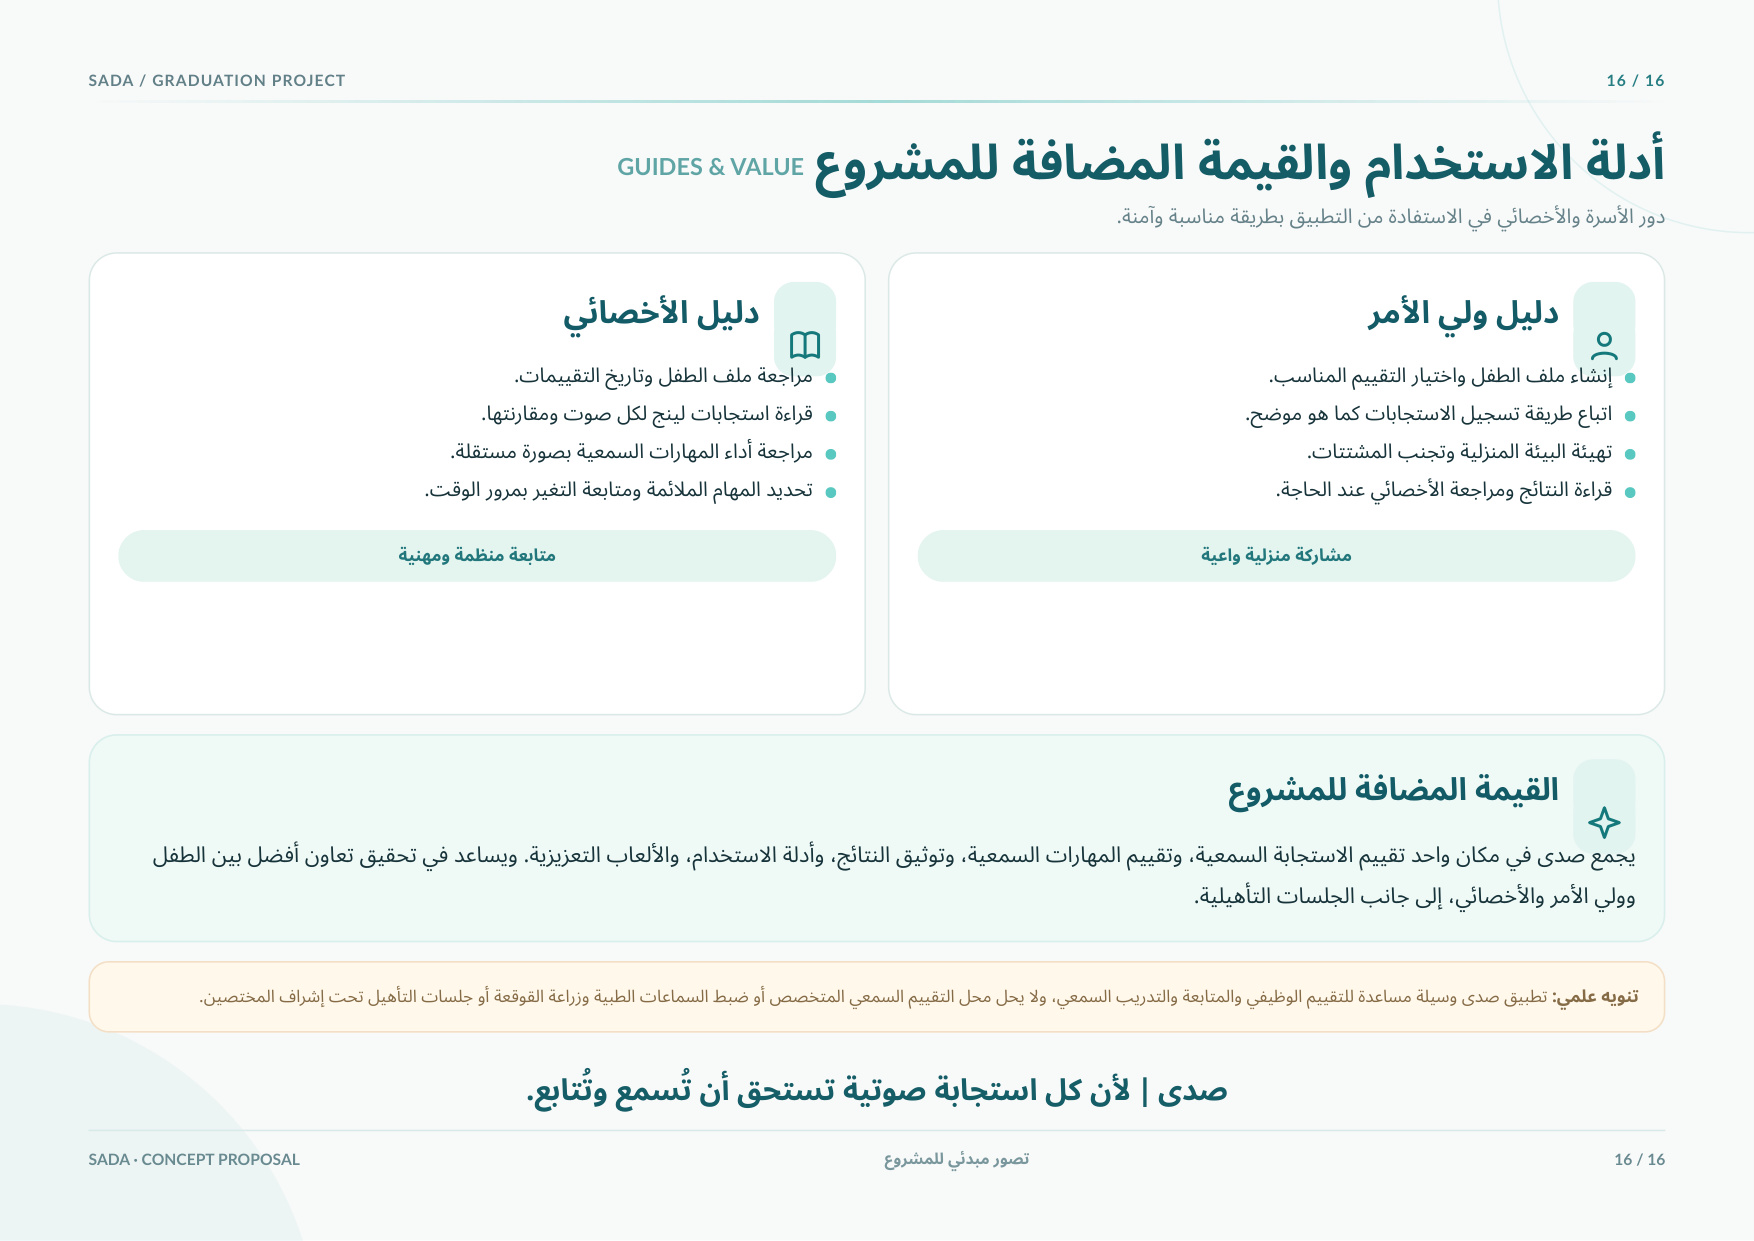 SADA / GRADUATION PROJECT
16 / 16
أدلة الاستخدام والقيمة المضافة للمشروع GUIDES & VALUE
دور الأسرة والأخصائي في الاستفادة من التطبيق بطريقة مناسبة وآمنة.
دليل ولي الأمر
إنشاء ملف الطفل واختيار التقييم المناسب.
اتباع طريقة تسجيل الاستجابات كما هو موضح.
تهيئة البيئة المنزلية وتجنب المشتتات.
قراءة النتائج ومراجعة الأخصائي عند الحاجة.
مشاركة منزلية واعية
دليل الأخصائي
مراجعة ملف الطفل وتاريخ التقييمات.
قراءة استجابات لينج لكل صوت ومقارنتها.
مراجعة أداء المهارات السمعية بصورة مستقلة.
تحديد المهام الملائمة ومتابعة التغير بمرور الوقت.
متابعة منظمة ومهنية
القيمة المضافة للمشروع
يجمع صدى في مكان واحد تقييم الاستجابة السمعية، وتقييم المهارات السمعية، وتوثيق النتائج، وأدلة الاستخدام، والألعاب التعزيزية. ويساعد في تحقيق تعاون أفضل بين الطفل
وولي الأمر والأخصائي، إلى جانب الجلسات التأهيلية.
تنويه علمي: تطبيق صدى وسيلة مساعدة للتقييم الوظيفي والمتابعة والتدريب السمعي، ولا يحل محل التقييم السمعي المتخصص أو ضبط السماعات الطبية وزراعة القوقعة أو جلسات التأهيل تحت إشراف المختصين.
صدى | لأن كل استجابة صوتية تستحق أن تُسمع وتُتابع.
SADA · CONCEPT PROPOSAL
تصور مبدئي للمشروع
16 / 16